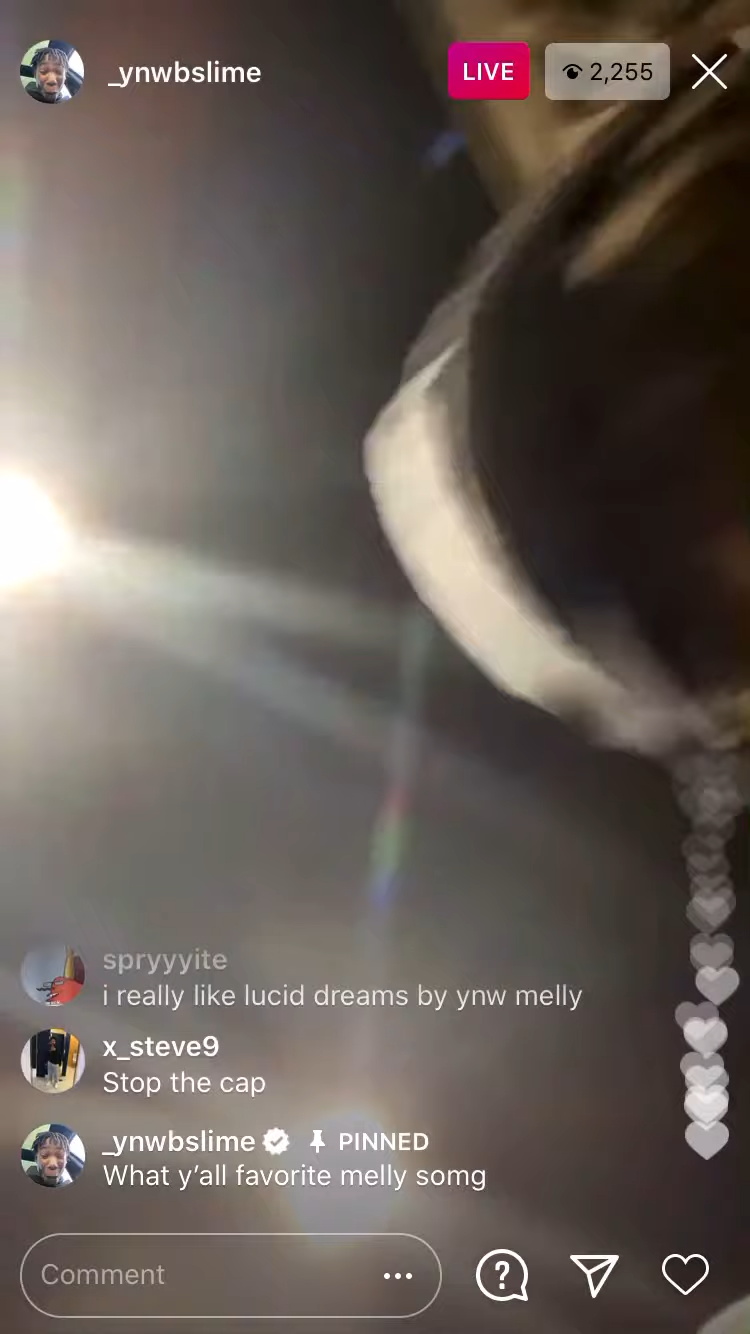 _ynwbslime LIVE 2,255
spryyyite
i really like lucid dreams by ynw melly
x_steve9
Stop the cap
_ynwbslime PINNED
What y’all favorite melly somg
Comment